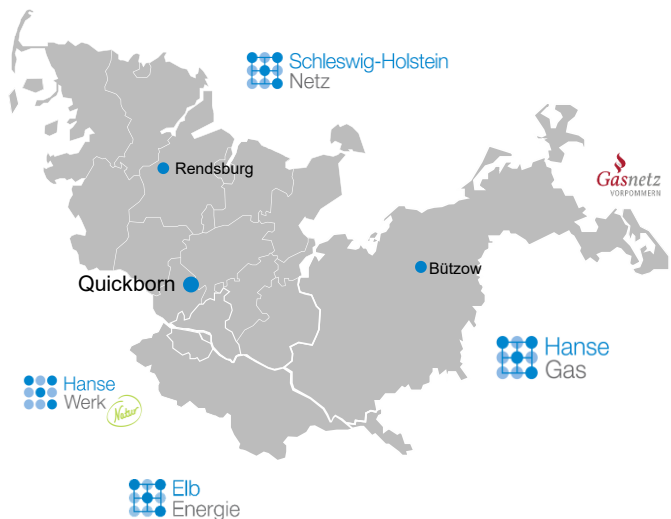 Schleswig-Holstein
Netz
Rendsburg
Gasnetz
VORPOMMERN
Bützow
Quickborn
Hanse
Gas
Hanse
Werk
Natur
Elb
Energie